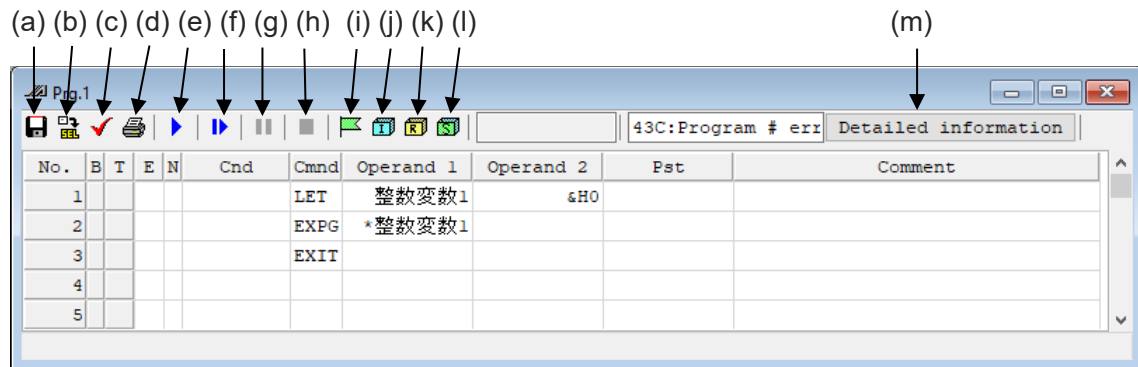 (a) (b) (c) (d) (e) (f) (g) (h) (i) (j) (k) (l) (m)
Prg.1
SEL I R S 43C:Program # err Detailed information
No. B T E N Cnd Cmnd Operand 1 Operand 2 Pst Comment
1 LET 整数変数1 &H0
2 EXPG *整数変数1
3 EXIT
4
5